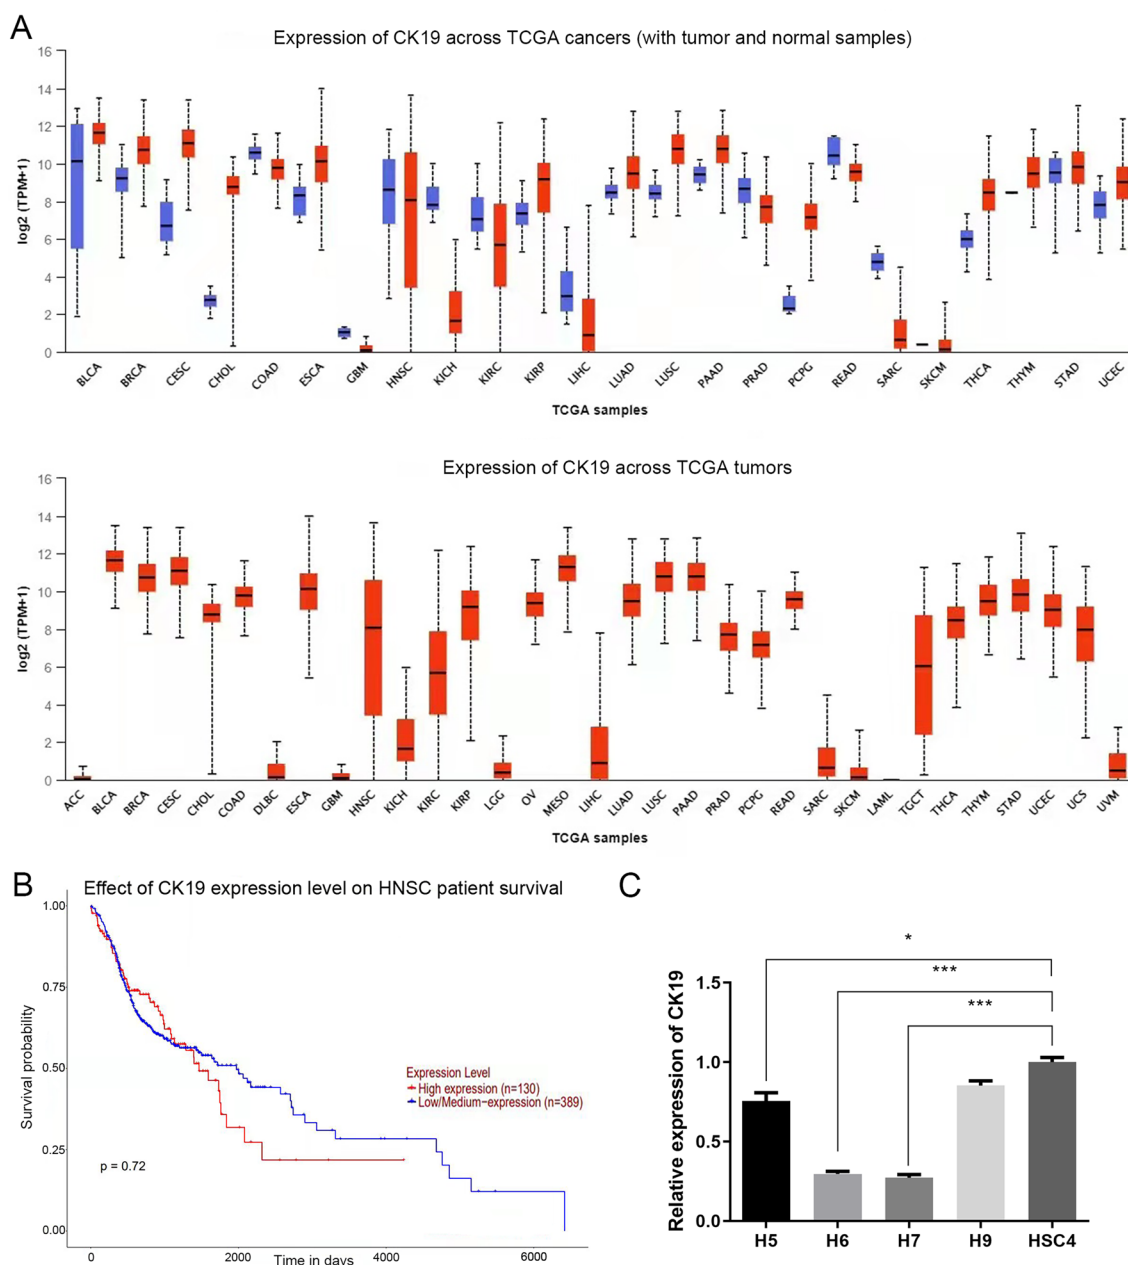 A
Expression of CK19 across TCGA cancers (with tumor and normal samples)
log2 (TPM+1)
16
14
12
10
8
6
4
2
0
BLCA BRCA CESC CHOL COAD ESCA GBM HNSC KICH KIRC KIRP LIHC LUAD LUSC PAAD PRAD PCPG READ SARC SKCM THCA THYM STAD UCEC
TCGA samples
Expression of CK19 across TCGA tumors
log2 (TPM+1)
16
14
12
10
8
6
4
2
0
ACC BLCA BRCA CESC CHOL COAD DLBC ESCA GBM HNSC KICH KIRC KIRP LGG OV MESO LIHC LUAD LUSC PAAD PRAD PCPG READ SARC SKCM LAML TGCT THCA THYM STAD UCEC UCS UVM
TCGA samples
B
Effect of CK19 expression level on HNSC patient survival
Survival probability
1.00
0.75
0.50
0.25
0.00
Expression Level
High expression (n=130)
Low/Medium−expression (n=389)
p = 0.72
0 2000 4000 6000
Time in days
C
Relative expression of CK19
*
***
***
1.5
1.0
0.5
0.0
H5 H6 H7 H9 HSC4